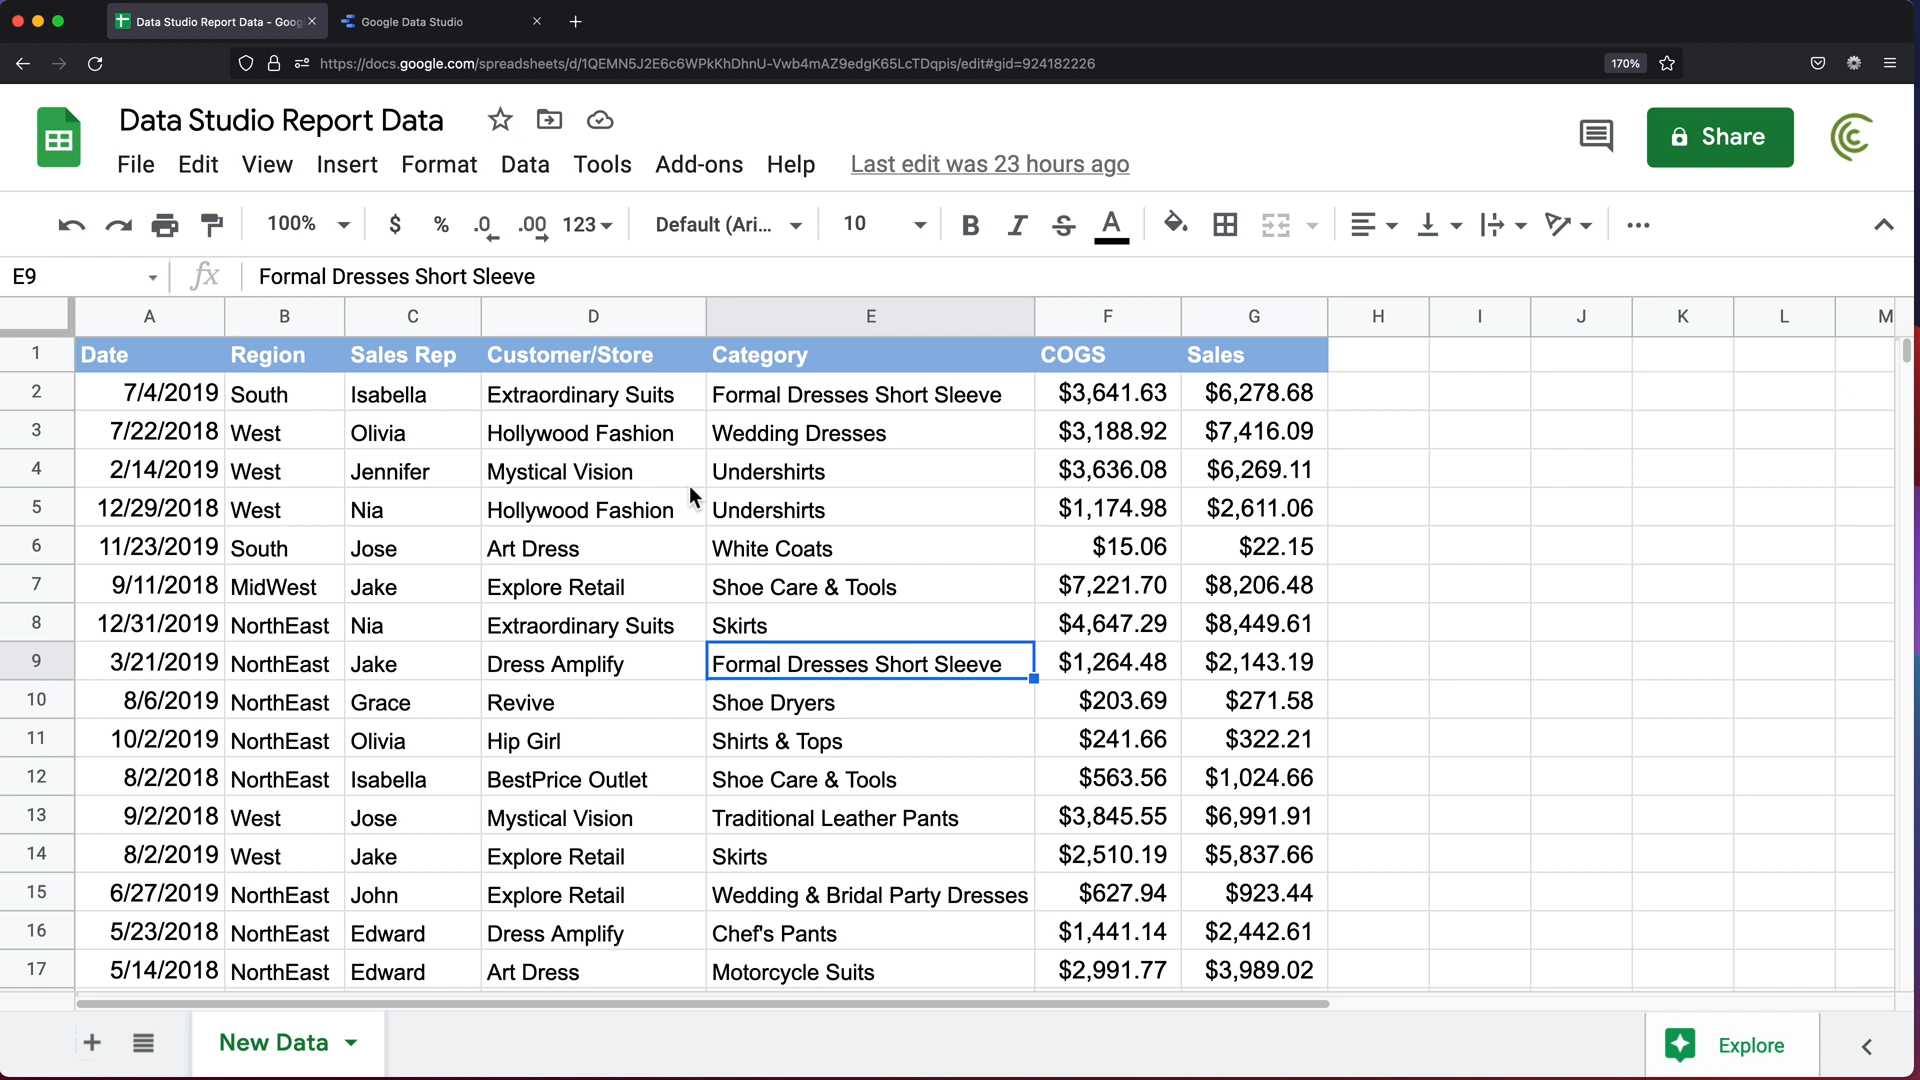 Data Studio Report Data - Goog
Google Data Studio
https://docs.google.com/spreadsheets/d/1QEMN5J2E6c6WPkKhDhnU-Vwb4mAZ9edgK65LcTDqpis/edit#gid=924182226
170%
Data Studio Report Data
Share
File Edit View Insert Format Data Tools Add-ons Help Last edit was 23 hours ago
100% $ % .0 .00 123 Default (Ari... 10 B I S A
E9 fx Formal Dresses Short Sleeve
A B C D E F G H I J K L M
1 Date Region Sales Rep Customer/Store Category COGS Sales
2 7/4/2019 South Isabella Extraordinary Suits Formal Dresses Short Sleeve $3,641.63 $6,278.68
3 7/22/2018 West Olivia Hollywood Fashion Wedding Dresses $3,188.92 $7,416.09
4 2/14/2019 West Jennifer Mystical Vision Undershirts $3,636.08 $6,269.11
5 12/29/2018 West Nia Hollywood Fashion Undershirts $1,174.98 $2,611.06
6 11/23/2019 South Jose Art Dress White Coats $15.06 $22.15
7 9/11/2018 MidWest Jake Explore Retail Shoe Care & Tools $7,221.70 $8,206.48
8 12/31/2019 NorthEast Nia Extraordinary Suits Skirts $4,647.29 $8,449.61
9 3/21/2019 NorthEast Jake Dress Amplify Formal Dresses Short Sleeve $1,264.48 $2,143.19
10 8/6/2019 NorthEast Grace Revive Shoe Dryers $203.69 $271.58
11 10/2/2019 NorthEast Olivia Hip Girl Shirts & Tops $241.66 $322.21
12 8/2/2018 NorthEast Isabella BestPrice Outlet Shoe Care & Tools $563.56 $1,024.66
13 9/2/2018 West Jose Mystical Vision Traditional Leather Pants $3,845.55 $6,991.91
14 8/2/2019 West Jake Explore Retail Skirts $2,510.19 $5,837.66
15 6/27/2019 NorthEast John Explore Retail Wedding & Bridal Party Dresses $627.94 $923.44
16 5/23/2018 NorthEast Edward Dress Amplify Chef's Pants $1,441.14 $2,442.61
17 5/14/2018 NorthEast Edward Art Dress Motorcycle Suits $2,991.77 $3,989.02
New Data
Explore